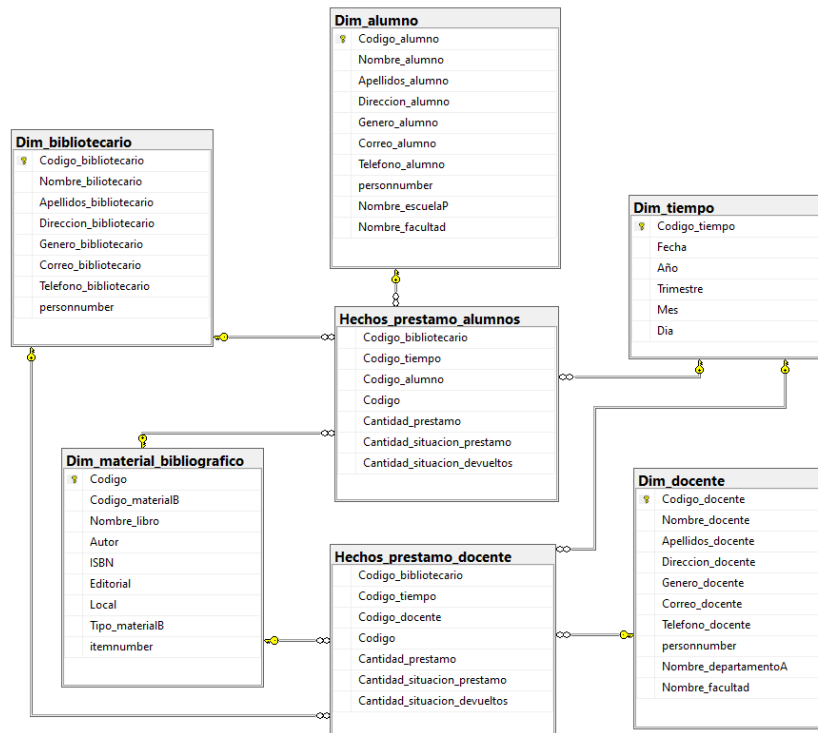 Dim_alumno
Codigo_alumno
Nombre_alumno
Apellidos_alumno
Direccion_alumno
Genero_alumno
Correo_alumno
Telefono_alumno
personnumber
Nombre_escuelaP
Nombre_facultad
Dim_bibliotecario
Codigo_bibliotecario
Nombre_biliotecario
Apellidos_bibliotecario
Direccion_bibliotecario
Genero_bibliotecario
Correo_bibliotecario
Telefono_bibliotecario
personnumber
Dim_tiempo
Codigo_tiempo
Fecha
Año
Trimestre
Mes
Dia
Hechos_prestamo_alumnos
Codigo_bibliotecario
Codigo_tiempo
Codigo_alumno
Codigo
Cantidad_prestamo
Cantidad_situacion_prestamo
Cantidad_situacion_devueltos
Dim_material_bibliografico
Codigo
Codigo_materialB
Nombre_libro
Autor
ISBN
Editorial
Local
Tipo_materialB
itemnumber
Hechos_prestamo_docente
Codigo_bibliotecario
Codigo_tiempo
Codigo_docente
Codigo
Cantidad_prestamo
Cantidad_situacion_prestamo
Cantidad_situacion_devueltos
Dim_docente
Codigo_docente
Nombre_docente
Apellidos_docente
Direccion_docente
Genero_docente
Correo_docente
Telefono_docente
personnumber
Nombre_departamentoA
Nombre_facultad